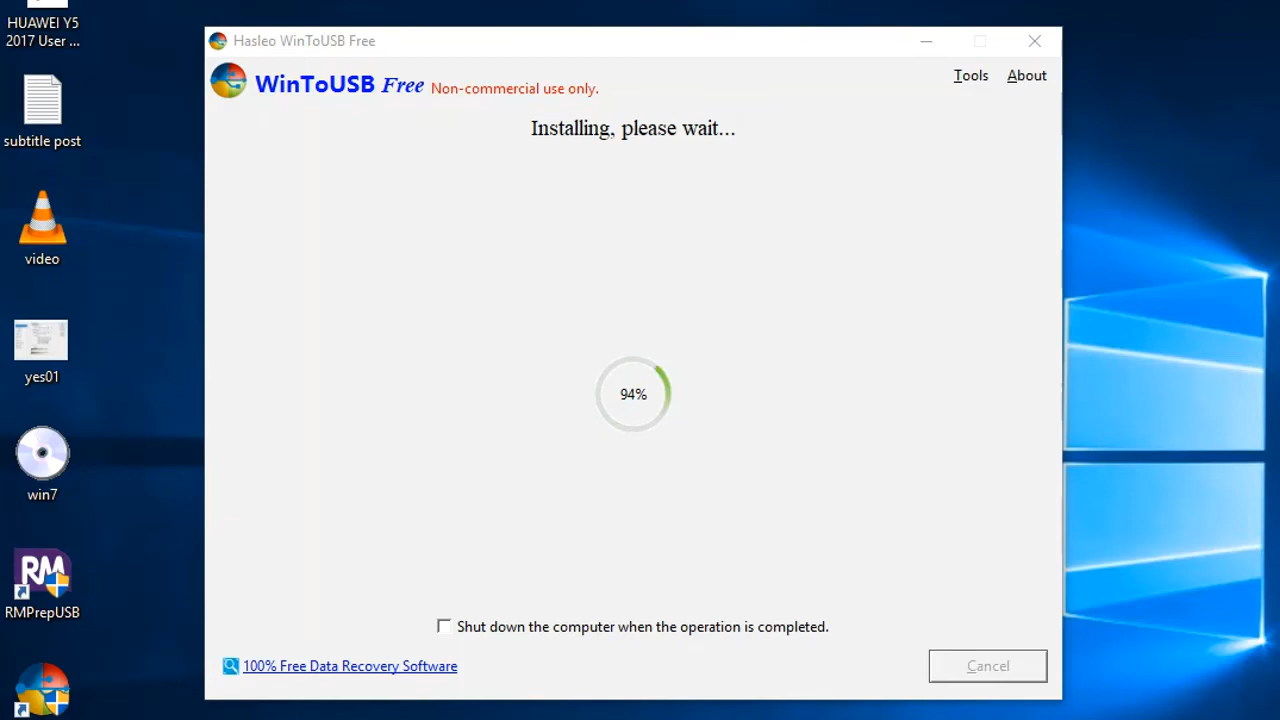 HUAWEI Y5
2017 User ...
subtitle post
video
yes01
win7
RM
RMPrepUSB
Hasleo WinToUSB Free
WinToUSB Free Non-commercial use only.
Tools About
Installing, please wait...
94%
Shut down the computer when the operation is completed.
100% Free Data Recovery Software
Cancel